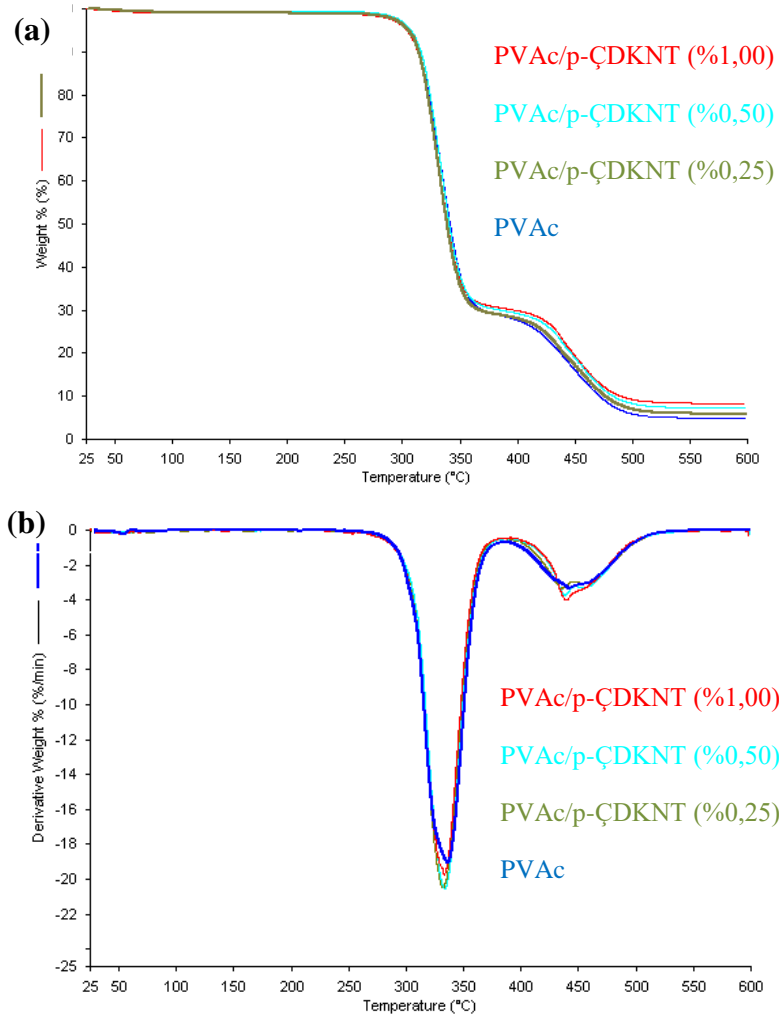 (a)
PVAc/p-ÇDKNT (%1,00)
PVAc/p-ÇDKNT (%0,50)
PVAc/p-ÇDKNT (%0,25)
PVAc
Weight % (%)
80
70
60
50
40
30
20
10
0
25 50 100 150 200 250 300 350 400 450 500 550 600
Temperature (°C)
(b)
0
-2
-4
-6
-8
-10
-12
-14
-16
-18
-20
-22
-25
Derivative Weight % (%/min)
PVAc/p-ÇDKNT (%1,00)
PVAc/p-ÇDKNT (%0,50)
PVAc/p-ÇDKNT (%0,25)
PVAc
25 50 100 150 200 250 300 350 400 450 500 550 600
Temperature (°C)